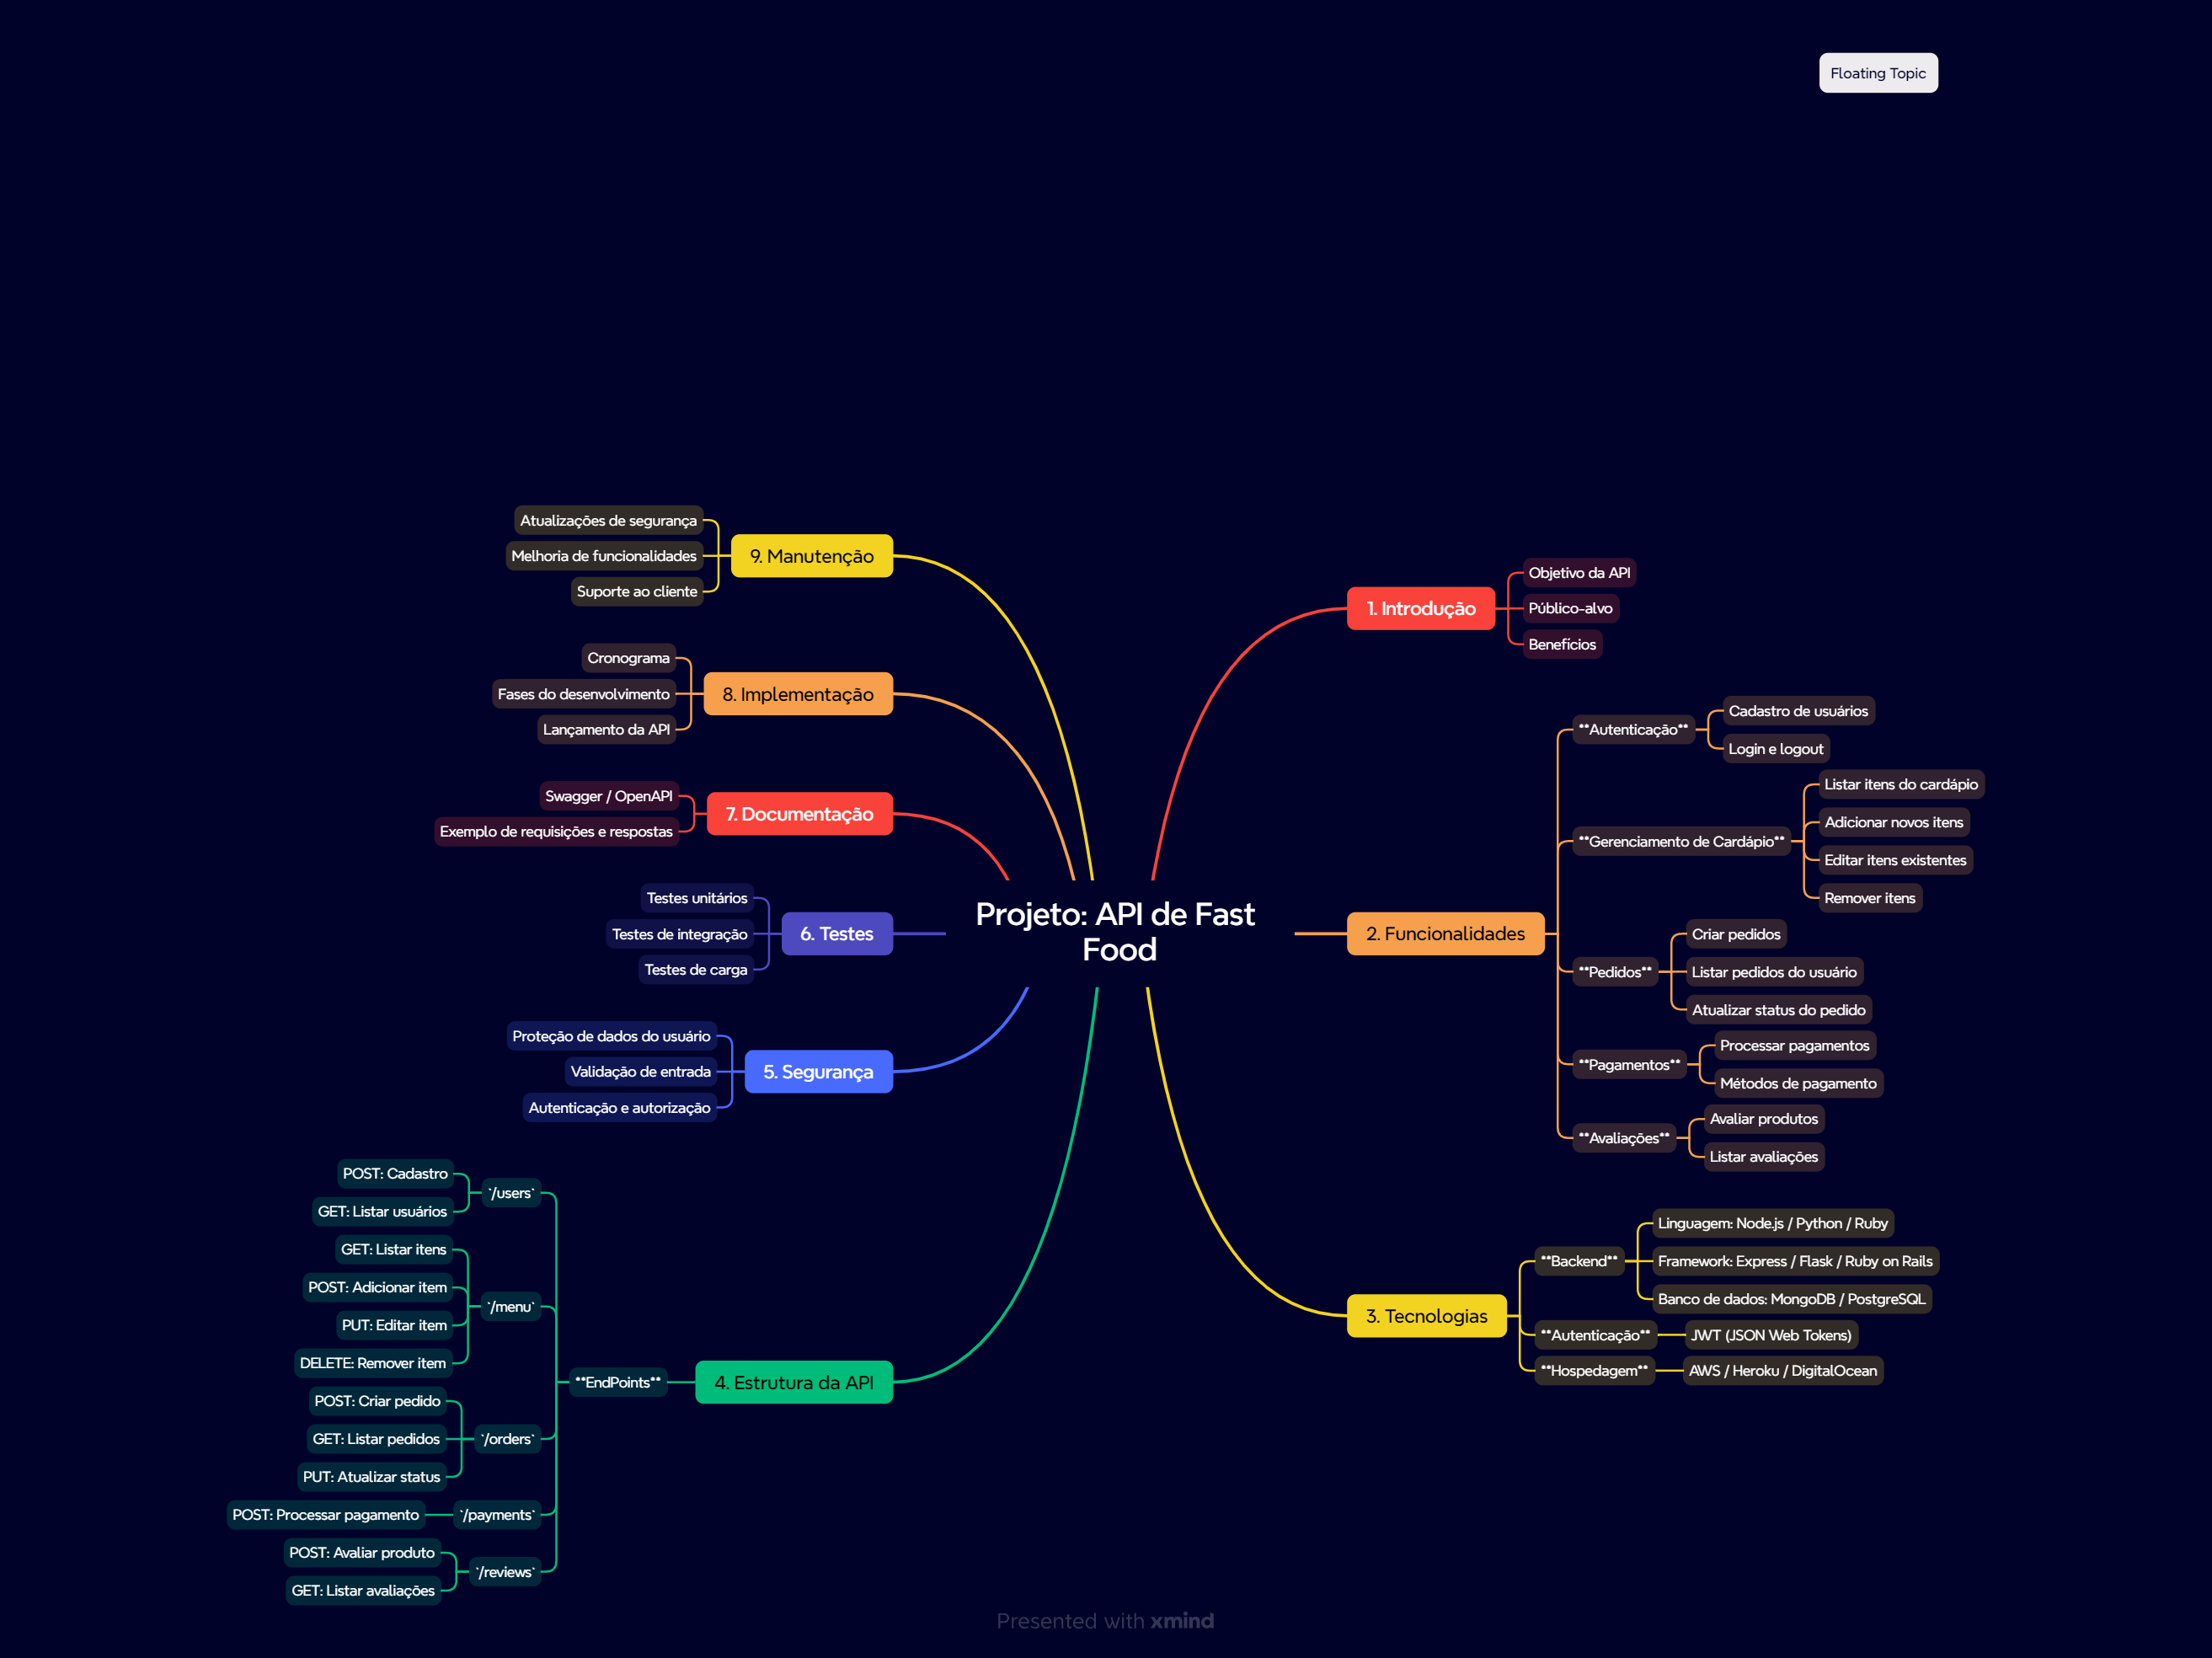 Floating Topic
Projeto: API de Fast
Food
1. Introdução
Objetivo da API
Público-alvo
Benefícios
2. Funcionalidades
**Autenticação**
Cadastro de usuários
Login e logout
**Gerenciamento de Cardápio**
Listar itens do cardápio
Adicionar novos itens
Editar itens existentes
Remover itens
**Pedidos**
Criar pedidos
Listar pedidos do usuário
Atualizar status do pedido
**Pagamentos**
Processar pagamentos
Métodos de pagamento
**Avaliações**
Avaliar produtos
Listar avaliações
3. Tecnologias
**Backend**
Linguagem: Node.js / Python / Ruby
Framework: Express / Flask / Ruby on Rails
Banco de dados: MongoDB / PostgreSQL
**Autenticação**
JWT (JSON Web Tokens)
**Hospedagem**
AWS / Heroku / DigitalOcean
4. Estrutura da API
**EndPoints**
`/users`
POST: Cadastro
GET: Listar usuários
`/menu`
GET: Listar itens
POST: Adicionar item
PUT: Editar item
DELETE: Remover item
`/orders`
POST: Criar pedido
GET: Listar pedidos
PUT: Atualizar status
`/payments`
POST: Processar pagamento
`/reviews`
POST: Avaliar produto
GET: Listar avaliações
5. Segurança
Proteção de dados do usuário
Validação de entrada
Autenticação e autorização
6. Testes
Testes unitários
Testes de integração
Testes de carga
7. Documentação
Swagger / OpenAPI
Exemplo de requisições e respostas
8. Implementação
Cronograma
Fases do desenvolvimento
Lançamento da API
9. Manutenção
Atualizações de segurança
Melhoria de funcionalidades
Suporte ao cliente
Presented with xmind